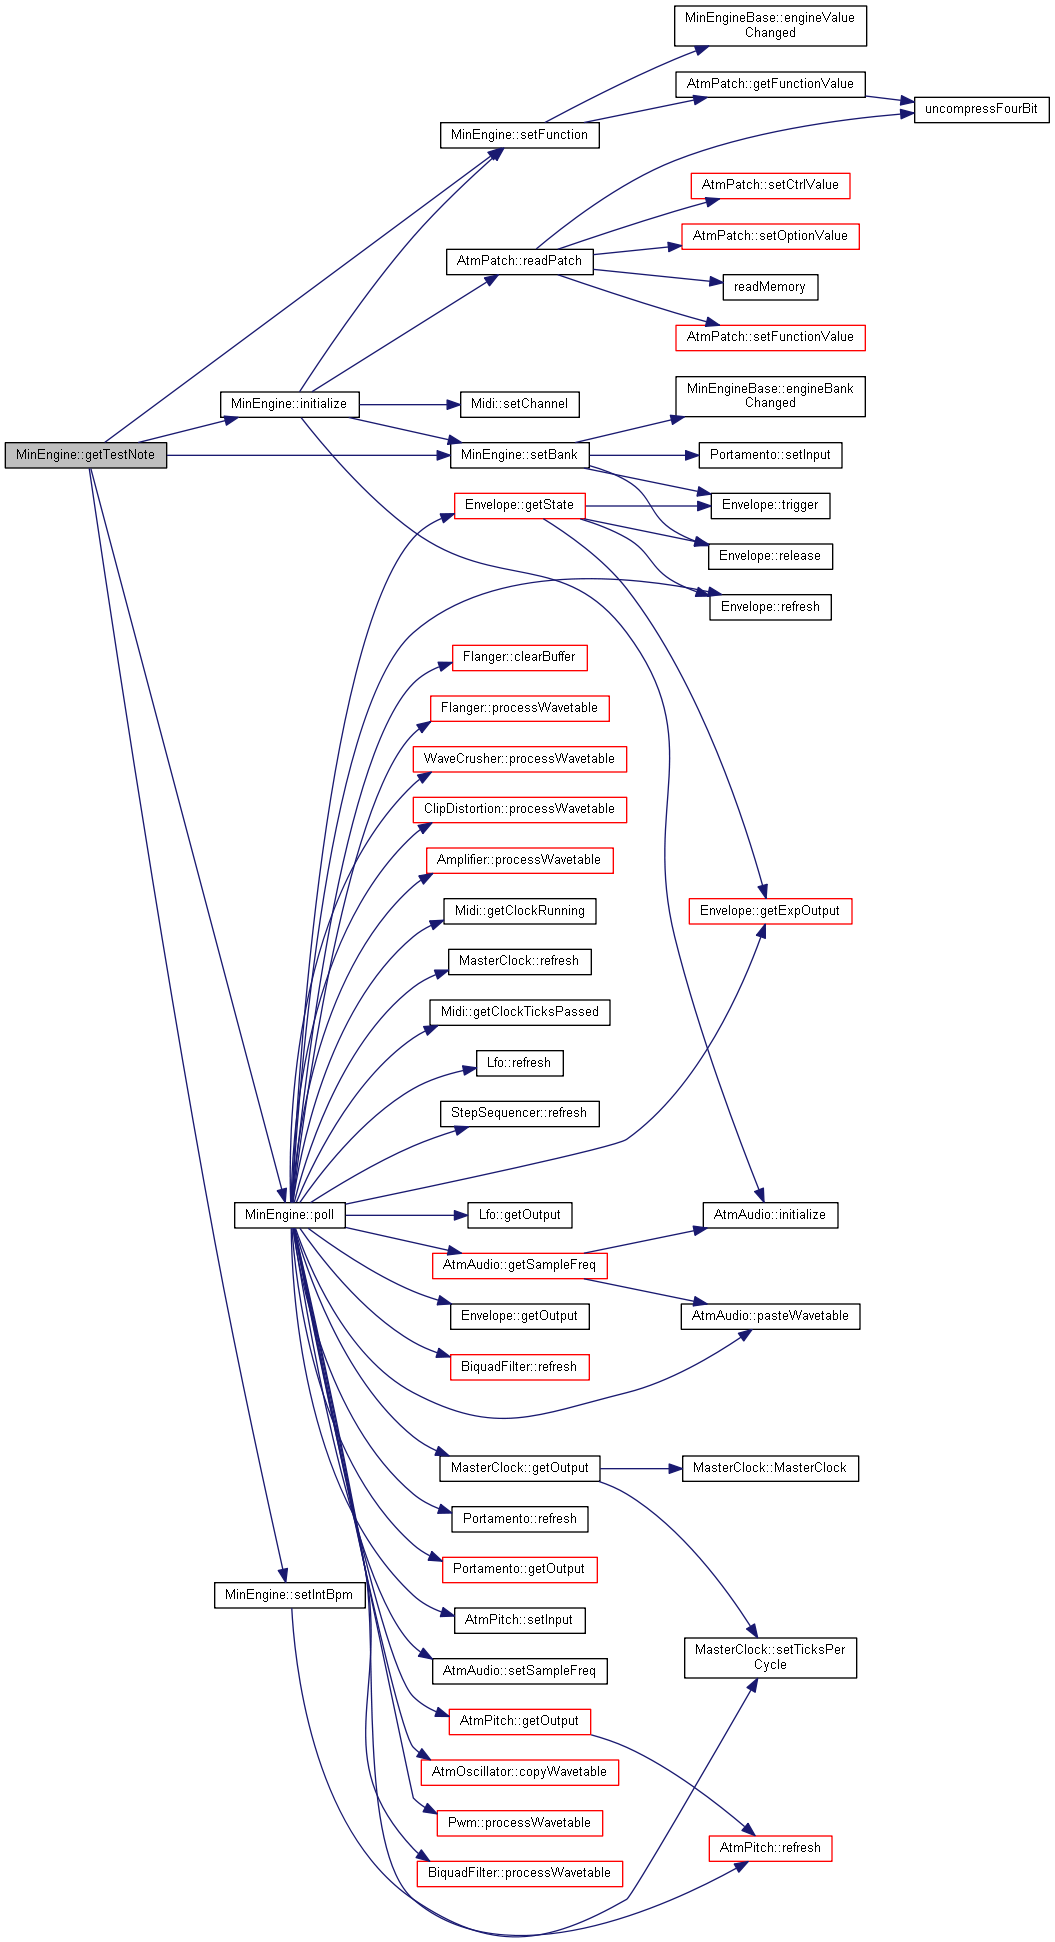 MinEngineBase::engineValue
Changed
AtmPatch::getFunctionValue
uncompressFourBit
MinEngine::setFunction
AtmPatch::setCtrlValue
AtmPatch::setOptionValue
AtmPatch::readPatch
readMemory
AtmPatch::setFunctionValue
MinEngineBase::engineBank
Changed
MinEngine::initialize
Midi::setChannel
MinEngine::getTestNote
MinEngine::setBank
Portamento::setInput
Envelope::getState
Envelope::trigger
Envelope::release
Envelope::refresh
Flanger::clearBuffer
Flanger::processWavetable
WaveCrusher::processWavetable
ClipDistortion::processWavetable
Amplifier::processWavetable
Midi::getClockRunning
Envelope::getExpOutput
MasterClock::refresh
Midi::getClockTicksPassed
Lfo::refresh
StepSequencer::refresh
MinEngine::poll
Lfo::getOutput
AtmAudio::initialize
AtmAudio::getSampleFreq
Envelope::getOutput
AtmAudio::pasteWavetable
BiquadFilter::refresh
MasterClock::getOutput
MasterClock::MasterClock
Portamento::refresh
Portamento::getOutput
MinEngine::setIntBpm
AtmPitch::setInput
MasterClock::setTicksPer
Cycle
AtmAudio::setSampleFreq
AtmPitch::getOutput
AtmOscillator::copyWavetable
Pwm::processWavetable
AtmPitch::refresh
BiquadFilter::processWavetable